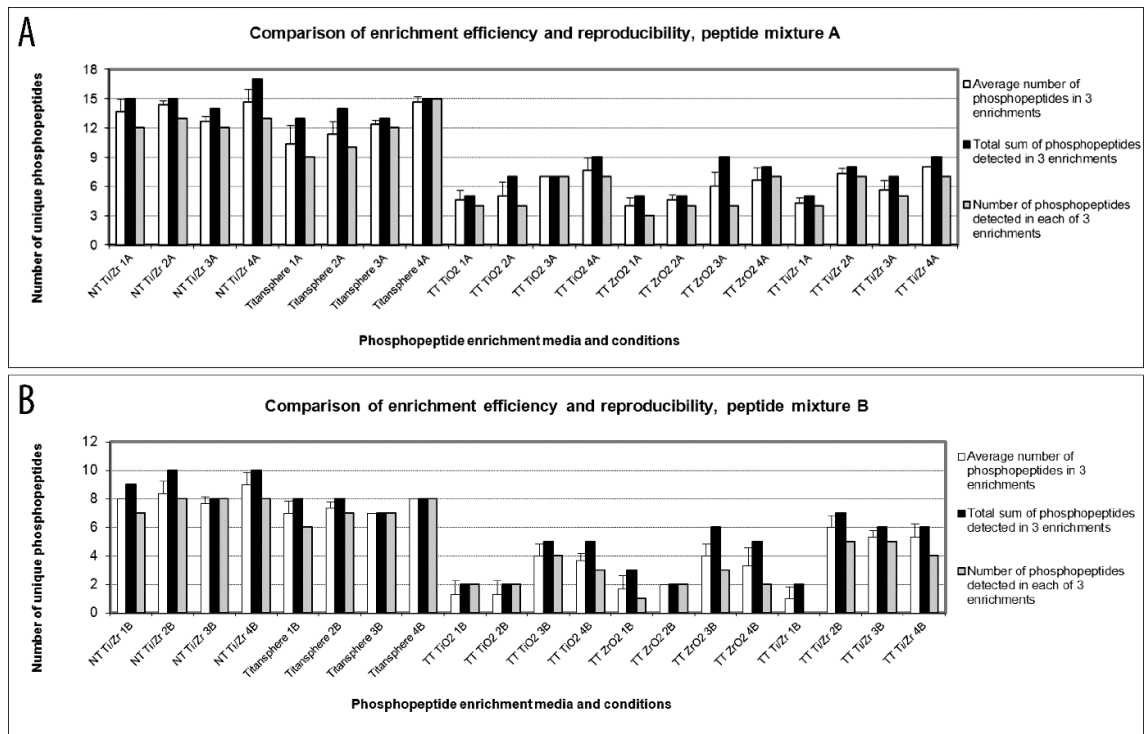 A
Comparison of enrichment efficiency and reproducibility, peptide mixture A
Number of unique phosphopeptides
18
15
12
9
6
3
0
NT Ti/Zr 1A
NT Ti/Zr 2A
NT Ti/Zr 3A
NT Ti/Zr 4A
Titansphere 1A
Titansphere 2A
Titansphere 3A
Titansphere 4A
TT TiO2 1A
TT TiO2 2A
TT TiO2 3A
TT TiO2 4A
TT ZrO2 1A
TT ZrO2 2A
TT ZrO2 3A
TT ZrO2 4A
TT Ti/Zr 1A
TT Ti/Zr 2A
TT Ti/Zr 3A
TT Ti/Zr 4A
Phosphopeptide enrichment media and conditions
Average number of
phosphopeptides in 3
enrichments
Total sum of phosphopeptides
detected in 3 enrichments
Number of phosphopeptides
detected in each of 3
enrichments
B
Comparison of enrichment efficiency and reproducibility, peptide mixture B
Number of unique phosphopeptides
12
10
8
6
4
2
0
NT Ti/Zr 1B
NT Ti/Zr 2B
NT Ti/Zr 3B
NT Ti/Zr 4B
Titansphere 1B
Titansphere 2B
Titansphere 3B
Titansphere 4B
TT TiO2 1B
TT TiO2 2B
TT TiO2 3B
TT TiO2 4B
TT ZrO2 1B
TT ZrO2 2B
TT ZrO2 3B
TT ZrO2 4B
TT Ti/Zr 1B
TT Ti/Zr 2B
TT Ti/Zr 3B
TT Ti/Zr 4B
Phosphopeptide enrichment media and conditions
Average number of
phosphopeptides in 3
enrichments
Total sum of phosphopeptides
detected in 3 enrichments
Number of phosphopeptides
detected in each of 3
enrichments